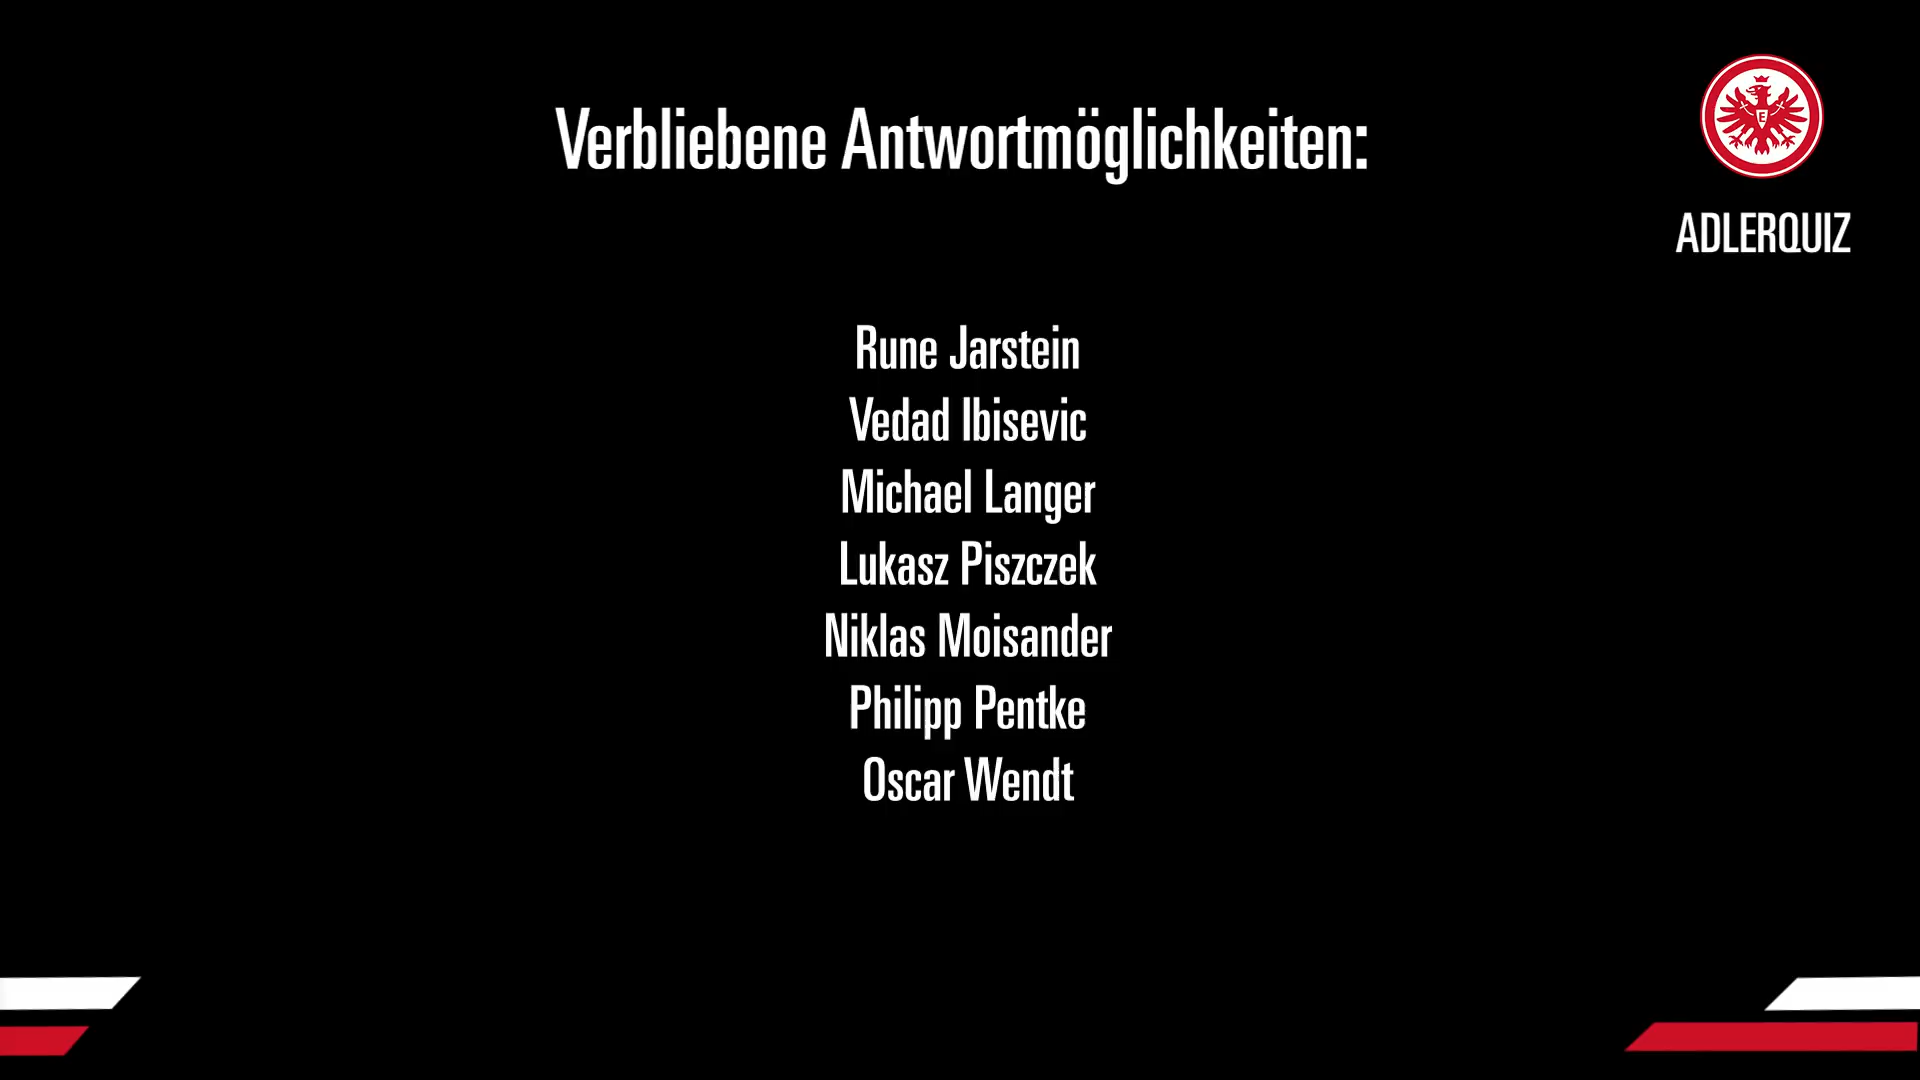 Verbliebene Antwortmöglichkeiten:
E
ADLERQUIZ
Rune Jarstein
Vedad Ibisevic
Michael Langer
Lukasz Piszczek
Niklas Moisander
Philipp Pentke
Oscar Wendt